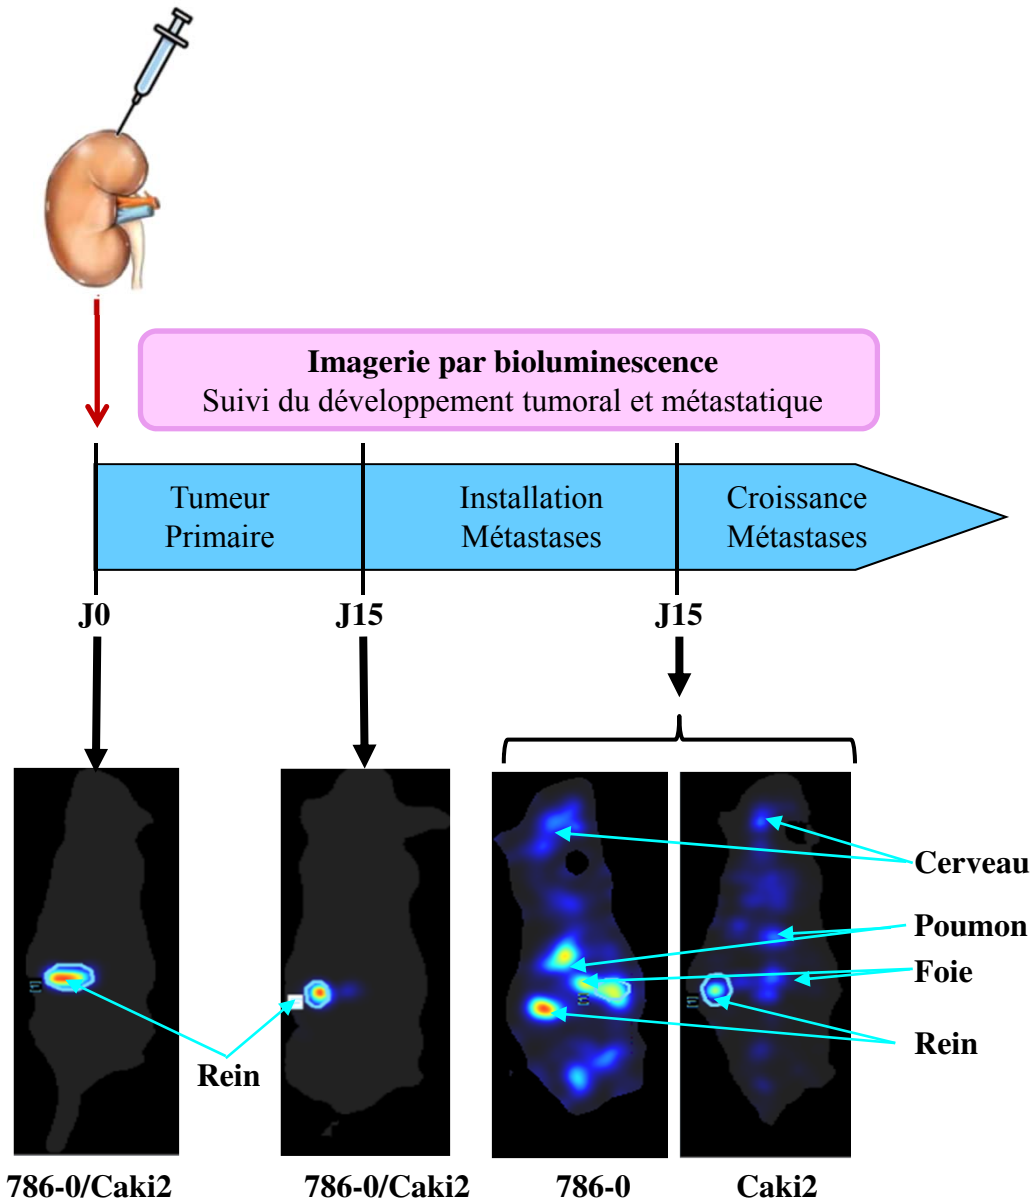 Imagerie par bioluminescence
Suivi du développement tumoral et métastatique
Tumeur
Primaire
Installation
Métastases
Croissance
Métastases
J0
J15
J15
Cerveau
Poumon
Foie
Rein
Rein
786-0/Caki2
786-0/Caki2
786-0
Caki2